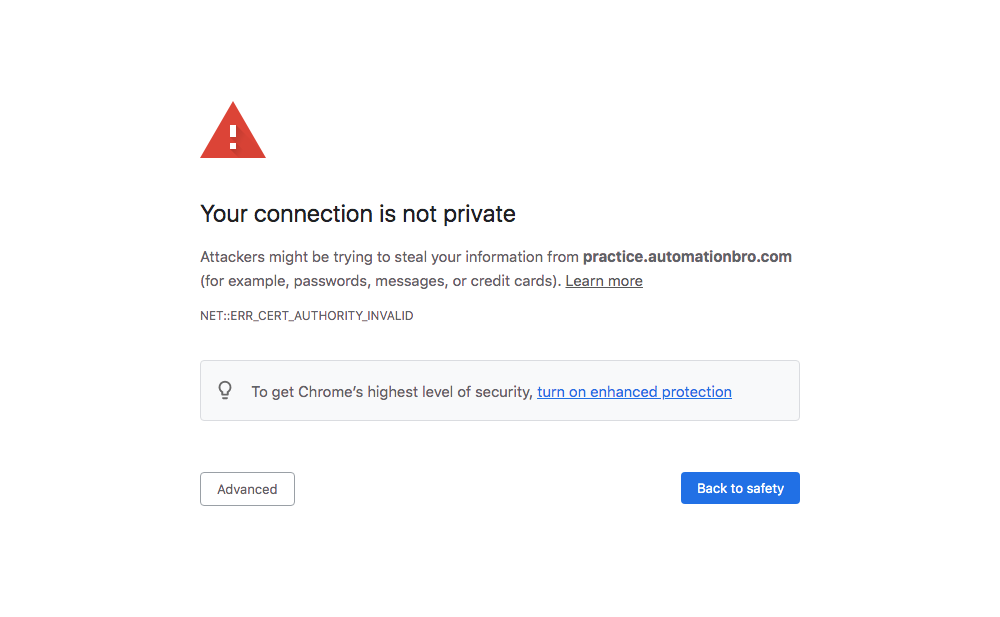 Your connection is not private
Attackers might be trying to steal your information from practice.automationbro.com
(for example, passwords, messages, or credit cards). Learn more
NET::ERR_CERT_AUTHORITY_INVALID
To get Chrome’s highest level of security, turn on enhanced protection
Advanced
Back to safety